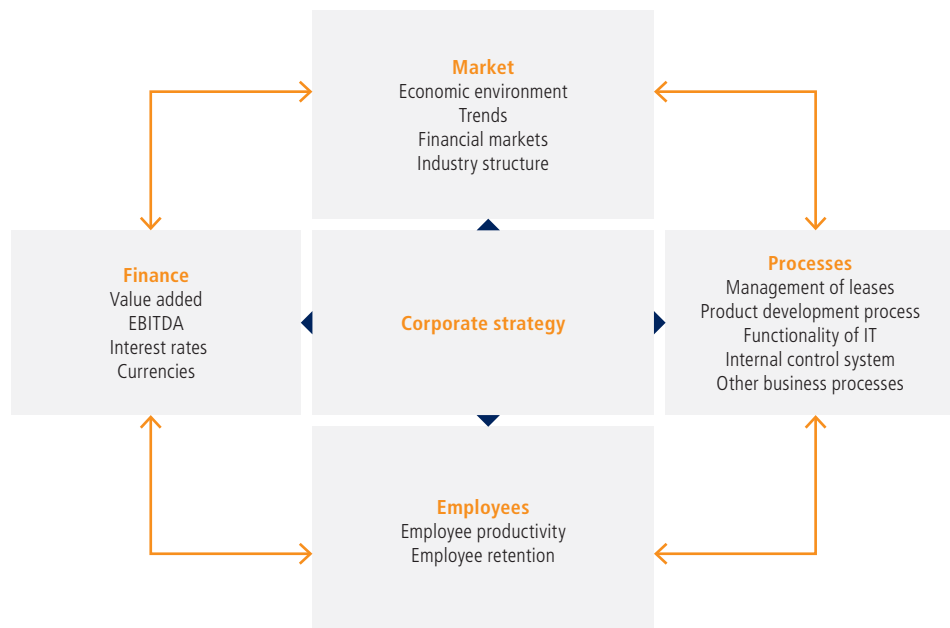 Market
Economic environment
Trends
Financial markets
Industry structure
Finance
Value added
EBITDA
Interest rates
Currencies
Corporate strategy
Processes
Management of leases
Product development process
Functionality of IT
Internal control system
Other business processes
Employees
Employee productivity
Employee retention